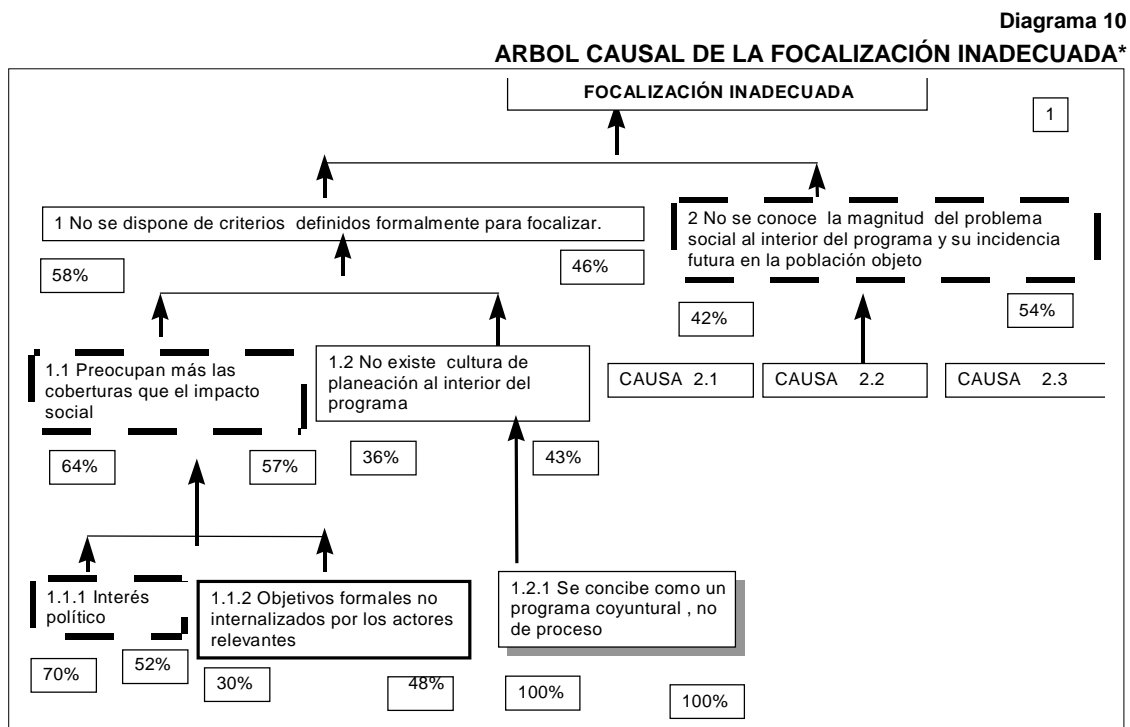 Diagrama 10
ARBOL CAUSAL DE LA FOCALIZACIÓN INADECUADA*
FOCALIZACIÓN INADECUADA
1
1 No se dispone de criterios definidos formalmente para focalizar.
58%
46%
2 No se conoce la magnitud del problema
social al interior del programa y su incidencia
futura en la población objeto
42%
54%
1.1 Preocupan más las
coberturas que el impacto
social
64%
57%
1.2 No existe cultura de
planeación al interior del
programa
36%
43%
CAUSA 2.1
CAUSA 2.2
CAUSA 2.3
1.1.1 Interés
político
70%
52%
1.1.2 Objetivos formales no
internalizados por los actores
relevantes
30%
48%
1.2.1 Se concibe como un
programa coyuntural , no
de proceso
100%
100%